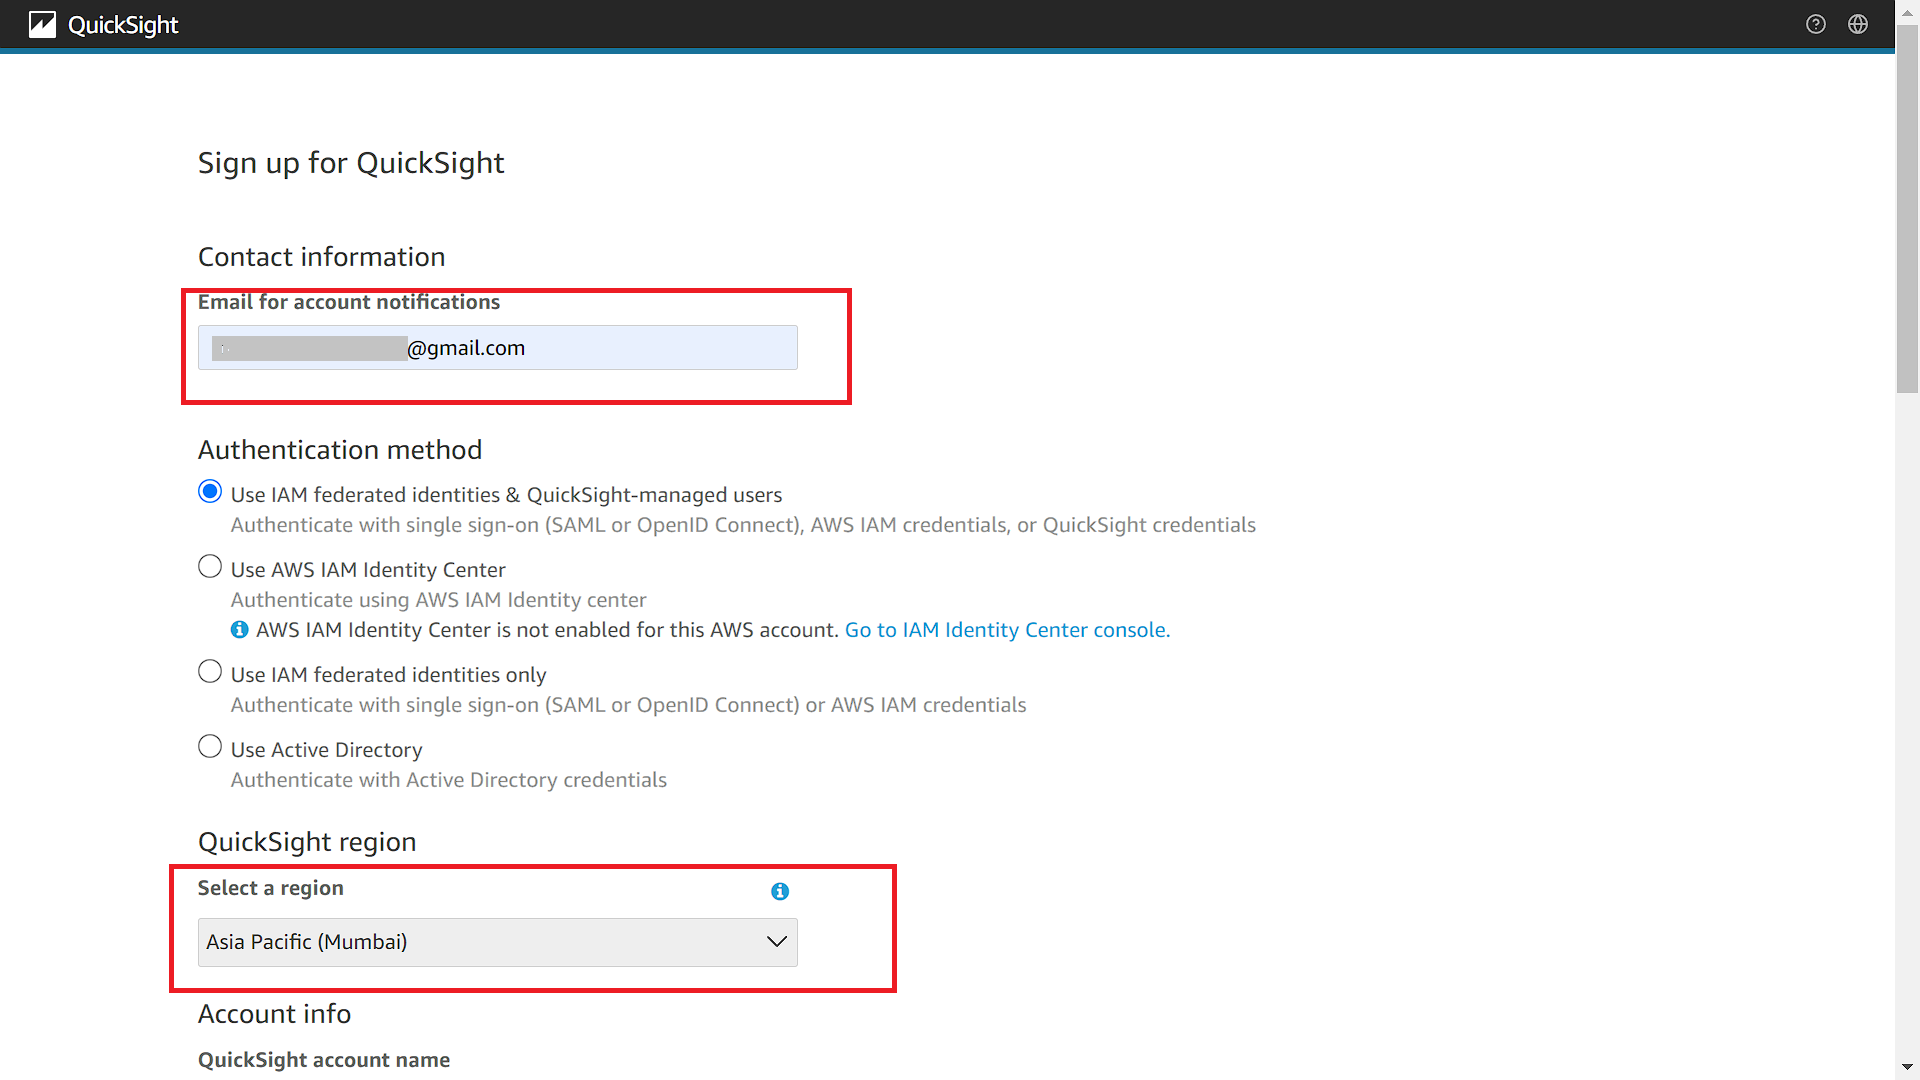 QuickSight
Sign up for QuickSight
Contact information
Email for account notifications
@gmail.com
Authentication method
Use IAM federated identities & QuickSight-managed users
Authenticate with single sign-on (SAML or OpenID Connect), AWS IAM credentials, or QuickSight credentials
Use AWS IAM Identity Center
Authenticate using AWS IAM Identity center
AWS IAM Identity Center is not enabled for this AWS account. Go to IAM Identity Center console.
Use IAM federated identities only
Authenticate with single sign-on (SAML or OpenID Connect) or AWS IAM credentials
Use Active Directory
Authenticate with Active Directory credentials
QuickSight region
Select a region
Asia Pacific (Mumbai)
Account info
QuickSight account name